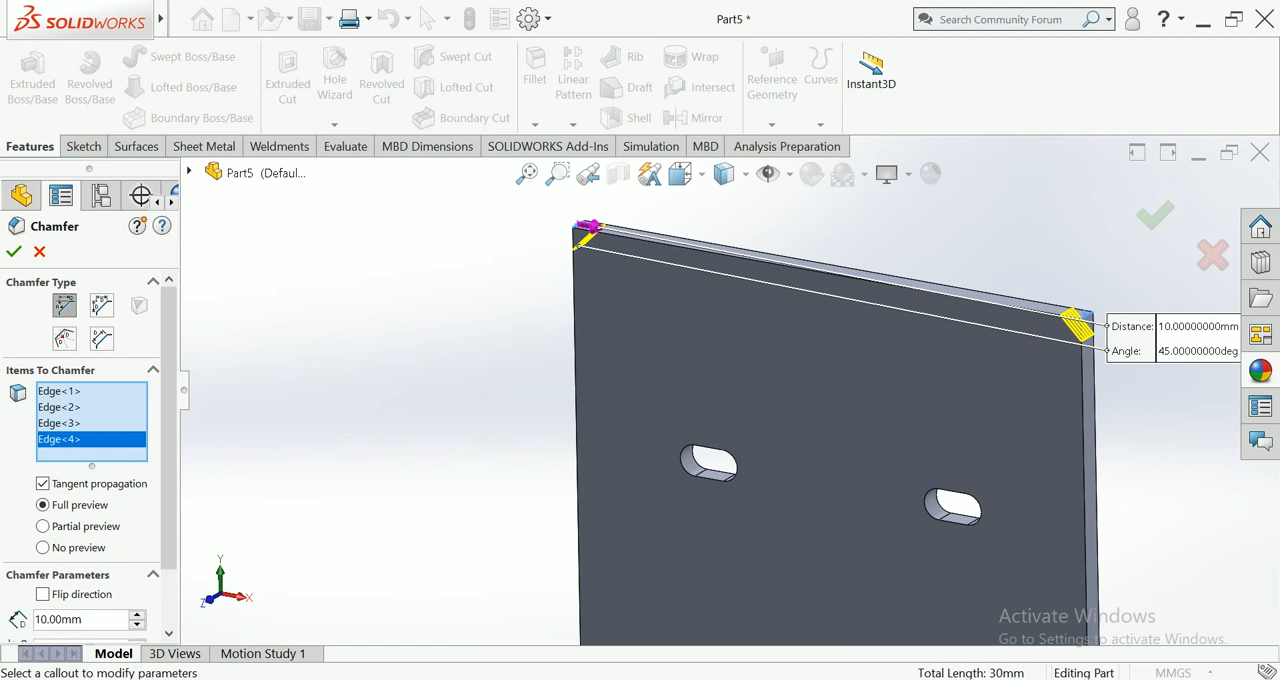 SOLIDWORKS
Part5 *
Search Community Forum
?
Extruded Boss/Base
Revolved Boss/Base
Swept Boss/Base
Lofted Boss/Base
Boundary Boss/Base
Extruded Cut
Hole Wizard
Revolved Cut
Swept Cut
Lofted Cut
Boundary Cut
Fillet
Linear Pattern
Rib
Draft
Shell
Wrap
Intersect
Mirror
Reference Geometry
Curves
Instant3D
Features
Sketch
Surfaces
Sheet Metal
Weldments
Evaluate
MBD Dimensions
SOLIDWORKS Add-Ins
Simulation
MBD
Analysis Preparation
Part5 (Defaul...
Chamfer
Chamfer Type
Items To Chamfer
Edge<1>
Edge<2>
Edge<3>
Edge<4>
Tangent propagation
Full preview
Partial preview
No preview
Chamfer Parameters
Flip direction
10.00mm
Distance: 10.00000000mm
Angle: 45.00000000deg
Y
Z
X
Activate Windows
Go to Settings to activate Windows.
Model
3D Views
Motion Study 1
Select a callout to modify parameters
Total Length: 30mm
Editing Part
MMGS